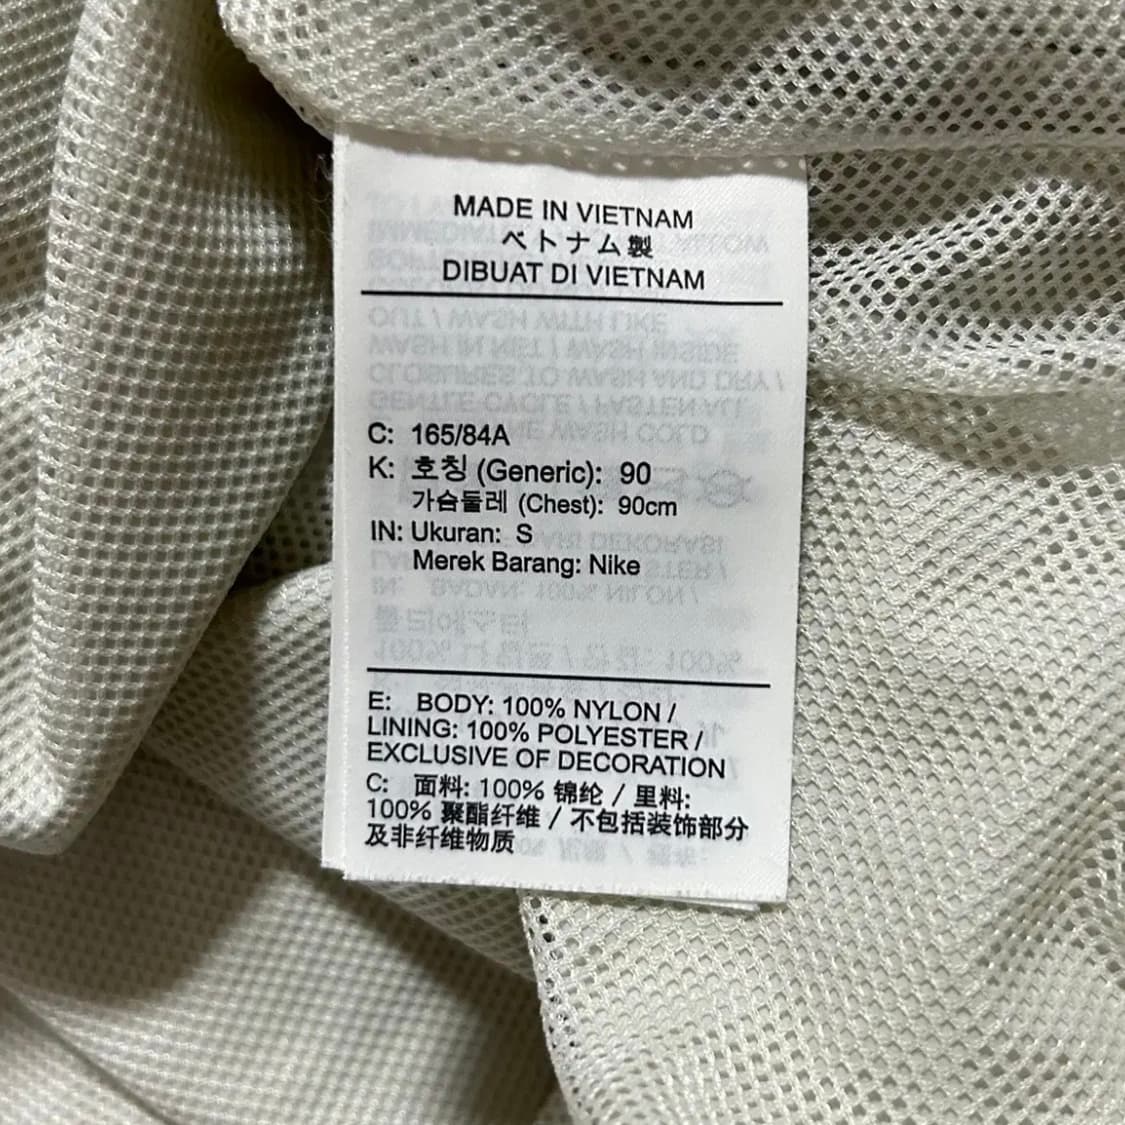 MADE IN VIETNAM
ベトナム製
DIBUAT DI VIETNAM
C: 165/84A
K: 호칭 (Generic): 90
가슴둘레 (Chest): 90cm
IN: Ukuran: S
Merek Barang: Nike
E: BODY: 100% NYLON /
LINING: 100% POLYESTER /
EXCLUSIVE OF DECORATION
C: 面料: 100% 锦纶 / 里料:
100% 聚酯纤维 / 不包括装饰部分
及非纤维物质